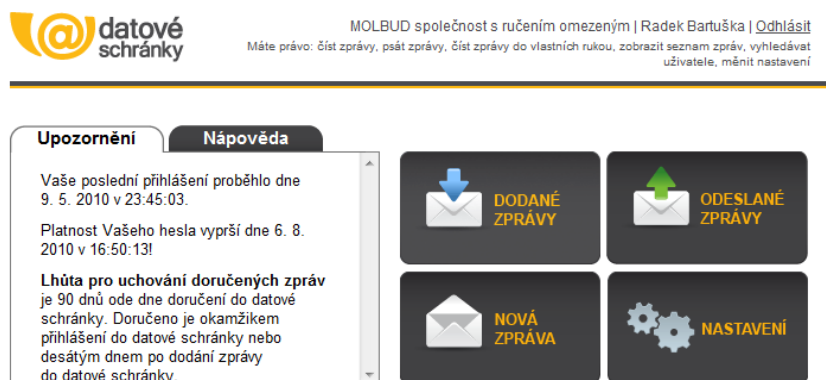 datové
schránky
MOLBUD společnost s ručením omezeným | Radek Bartuška | Odhlásit
Máte právo: číst zprávy, psát zprávy, číst zprávy do vlastních rukou, zobrazit seznam zpráv, vyhledávat
uživatele, měnit nastavení
Upozornění
Nápověda
Vaše poslední přihlášení proběhlo dne
9. 5. 2010 v 23:45:03.
Platnost Vašeho hesla vyprší dne 6. 8.
2010 v 16:50:13!
Lhůta pro uchování doručených zpráv
je 90 dnů ode dne doručení do datové
schránky. Doručeno je okamžikem
přihlášení do datové schránky nebo
desátým dnem po dodání zprávy
do datové schránky.
DODANÉ
ZPRÁVY
ODESLANÉ
ZPRÁVY
NOVÁ
ZPRÁVA
NASTAVENÍ